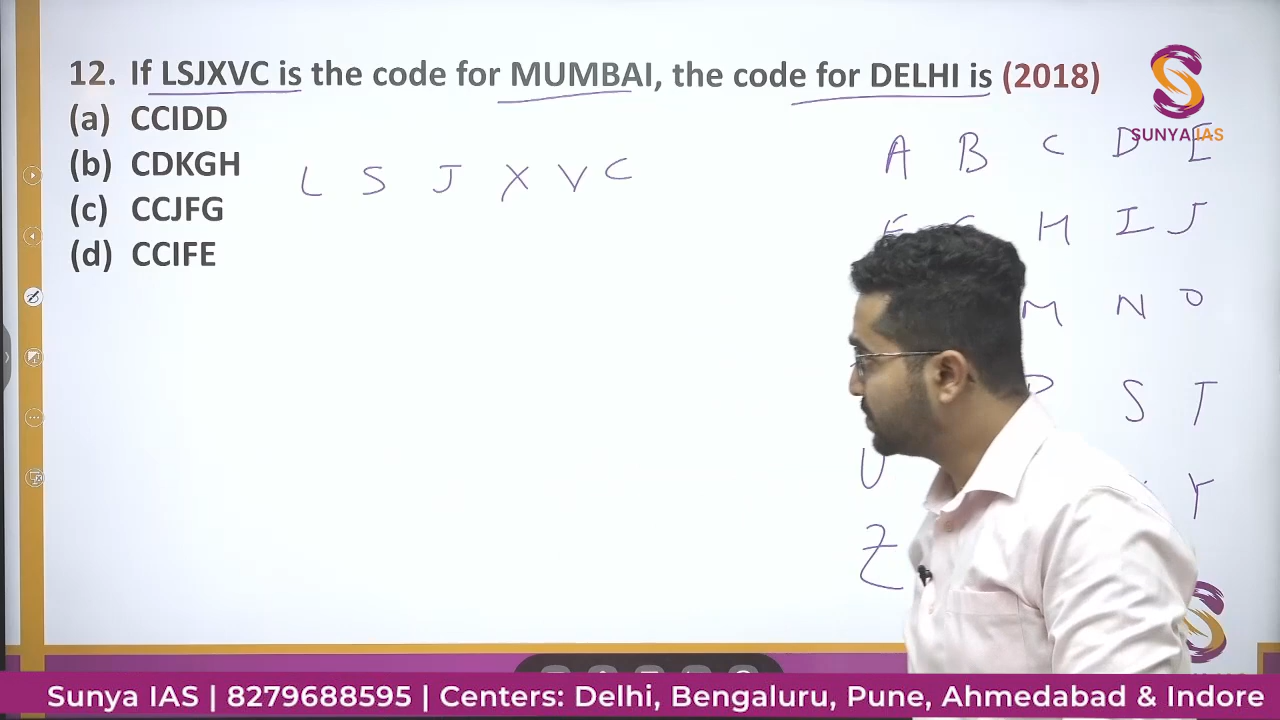 12. If LSJXVC is the code for MUMBAI, the code for DELHI is (2018)
(a) CCIDD
(b) CDKGH
(c) CCJFG
(d) CCIFE
L S J X V C
SUNYA IAS
A B C D E
H I J
M N O
S T
U Y
Z
Sunya IAS | 8279688595 | Centers: Delhi, Bengaluru, Pune, Ahmedabad & Indore